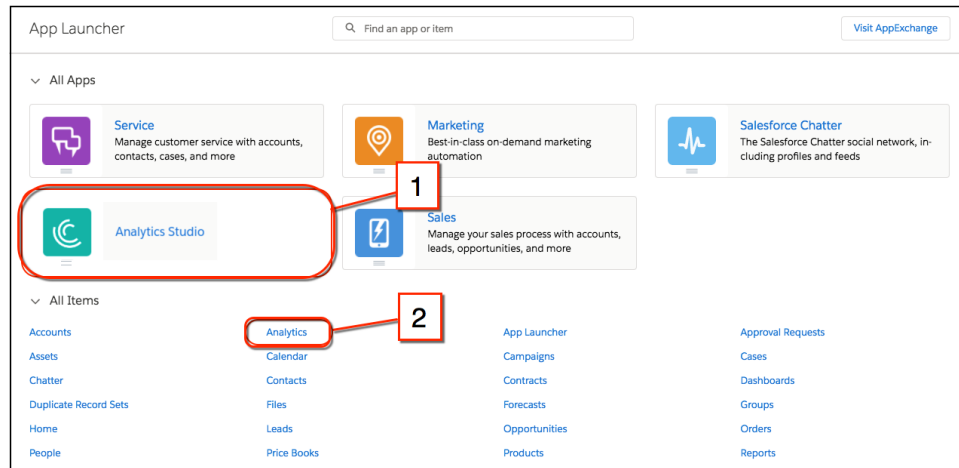 App Launcher
Find an app or item
Visit AppExchange
All Apps
Service
Manage customer service with accounts,
contacts, cases, and more
Marketing
Best-in-class on-demand marketing
automation
Salesforce Chatter
The Salesforce Chatter social network, in-
cluding profiles and feeds
1
Analytics Studio
Sales
Manage your sales process with accounts,
leads, opportunities, and more
All Items
2
Accounts
Analytics
App Launcher
Approval Requests
Assets
Calendar
Campaigns
Cases
Chatter
Contacts
Contracts
Dashboards
Duplicate Record Sets
Files
Forecasts
Groups
Home
Leads
Opportunities
Orders
People
Price Books
Products
Reports